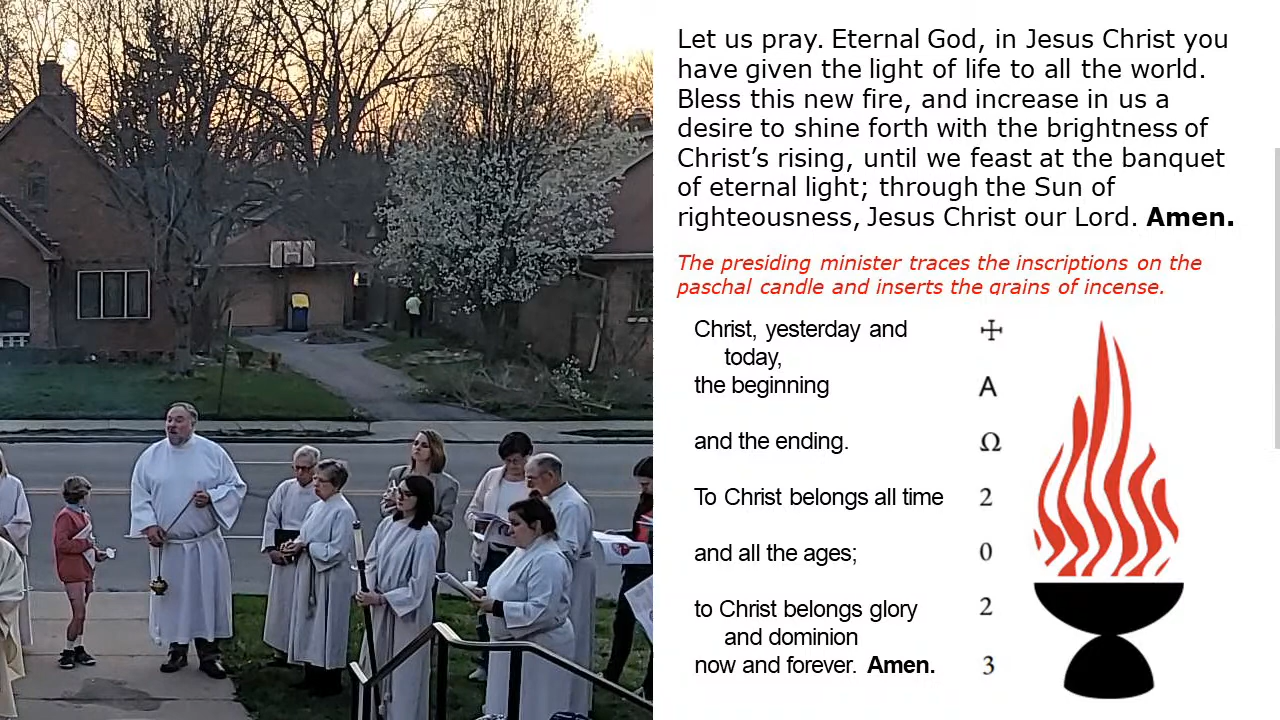 Let us pray. Eternal God, in Jesus Christ you
have given the light of life to all the world.
Bless this new fire, and increase in us a
desire to shine forth with the brightness of
Christ’s rising, until we feast at the banquet
of eternal light; through the Sun of
righteousness, Jesus Christ our Lord. Amen.
The presiding minister traces the inscriptions on the
paschal candle and inserts the grains of incense.
Christ, yesterday and
today,
the beginning A
and the ending. Ω
To Christ belongs all time 2
and all the ages; 0
to Christ belongs glory 2
and dominion
now and forever. Amen. 3